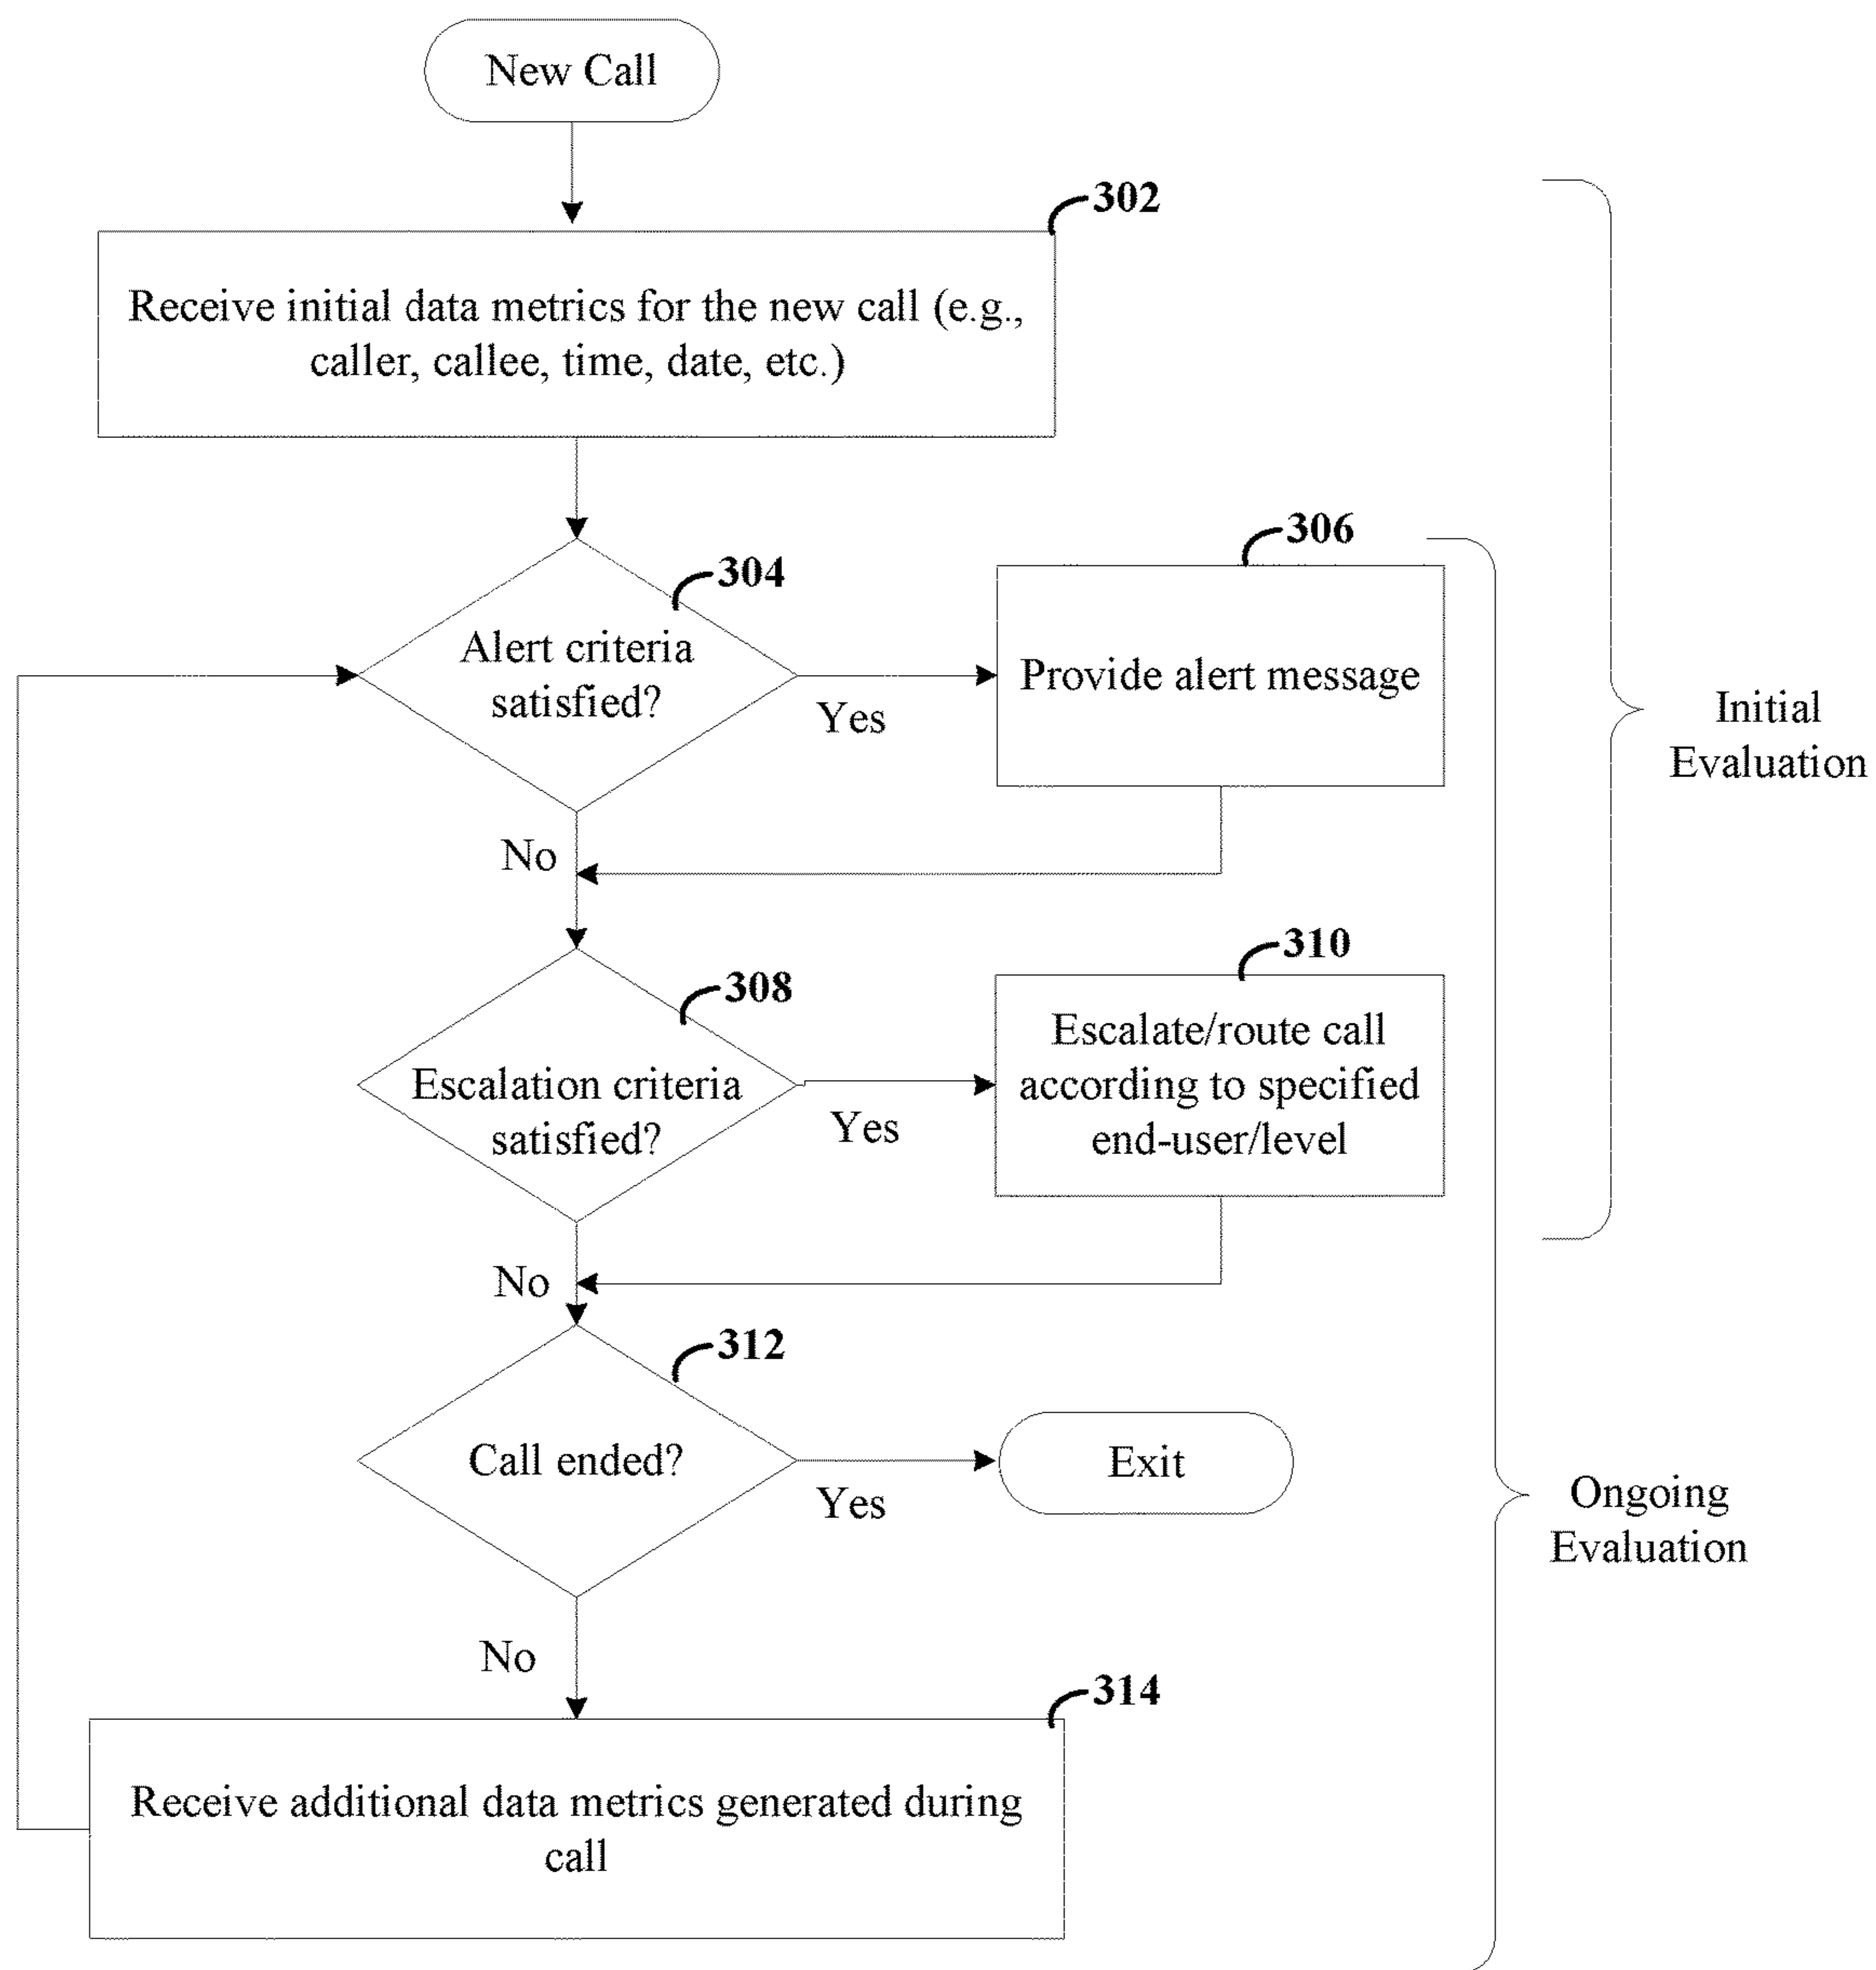 New Call
302
Receive initial data metrics for the new call (e.g.,
caller, callee, time, date, etc.)
304
Alert criteria
satisfied?
Yes
No
306
Provide alert message
Initial
Evaluation
308
Escalation criteria
satisfied?
Yes
No
310
Escalate/route call
according to specified
end-user/level
312
Call ended?
Yes
Exit
No
Ongoing
Evaluation
314
Receive additional data metrics generated during
call